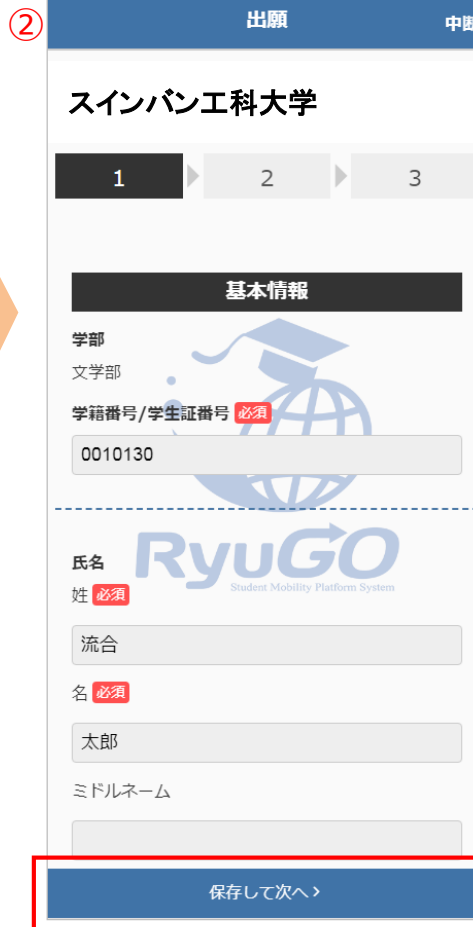 ②
出願
中断
スインバン工科大学
1
2
3
基本情報
学部
文学部
学籍番号/学生証番号 必須
0010130
RyuGO
Student Mobility Platform System
氏名
姓 必須
流合
名 必須
太郎
ミドルネーム
保存して次へ >